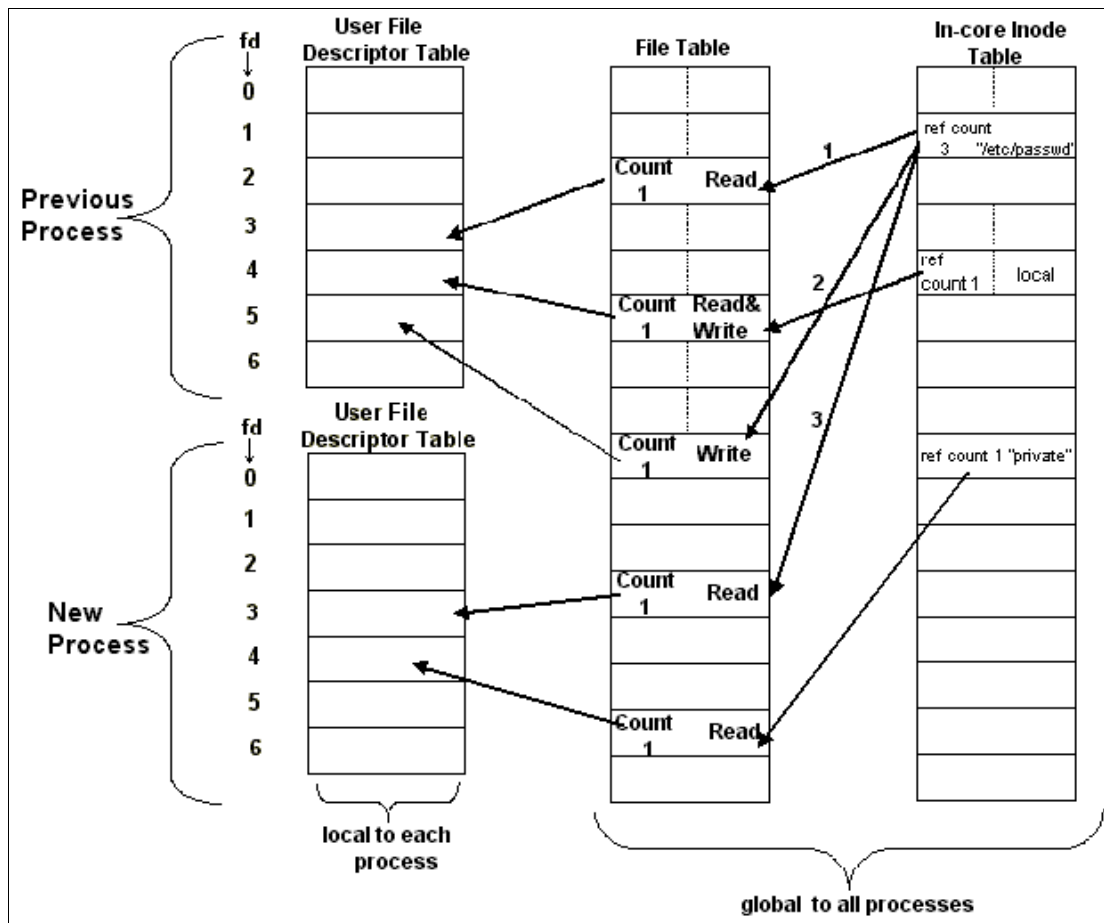 fd
User File
Descriptor Table
File Table
In-core Inode
Table
0
1
2
3
4
5
6
Previous
Process
Count
1
Read
Count
1
Read&
Write
Count
1
Write
1
2
3
ref count
3 "/etc/passwd"
ref
count 1
local
ref count 1 "private"
fd
User File
Descriptor Table
0
1
2
3
4
5
6
New
Process
Count
1
Read
Count
1
Read
local to each
process
global to all processes